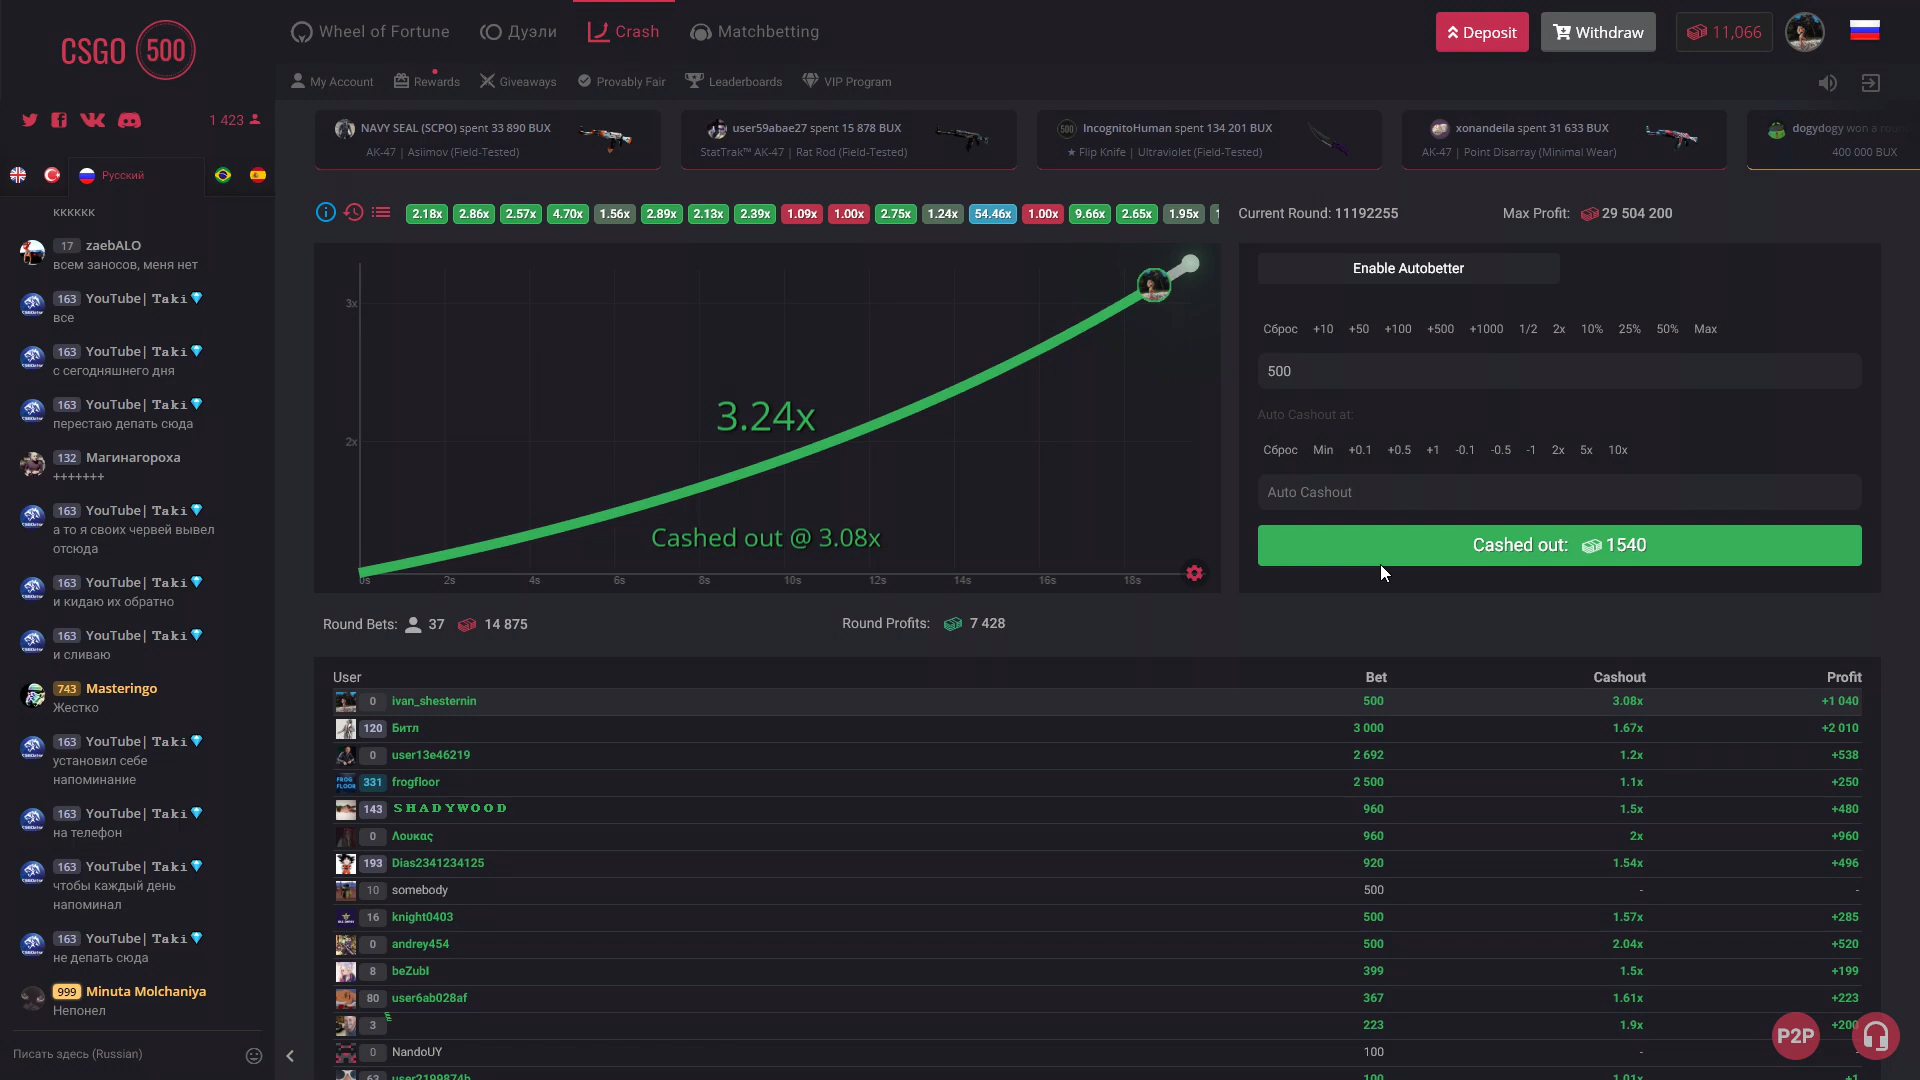 CSGO 500
Wheel of Fortune
Дуэли
Crash
Matchbetting
Deposit
Withdraw
11,066
My Account
Rewards
Giveaways
Provably Fair
Leaderboards
VIP Program
1 423
Русский
NAVY SEAL (SCPO) spent 33 890 BUX
AK-47 | Asiimov (Field-Tested)
user59abae27 spent 15 878 BUX
StatTrak™ AK-47 | Rat Rod (Field-Tested)
500
IncognitoHuman spent 134 201 BUX
★ Flip Knife | Ultraviolet (Field-Tested)
xonandeila spent 31 633 BUX
AK-47 | Point Disarray (Minimal Wear)
dogydogy won a
400 000 BUX
2.18x 2.86x 2.57x 4.70x 1.56x 2.89x 2.13x 2.39x 1.09x 1.00x 2.75x 1.24x 54.46x 1.00x 9.66x 2.65x 1.95x
Current Round: 11192255
Max Profit: 29 504 200
кккккк
17 zaebALO
всем заносов, меня нет
163 YouTube| Taki
все
163 YouTube| Taki
с сегодняшнего дня
163 YouTube| Taki
перестаю депать сюда
132 Магинагороха
+++++++
163 YouTube| Taki
а то я своих червей вывел
отсюда
163 YouTube| Taki
и кидаю их обратно
163 YouTube| Taki
и сливаю
743 Masteringo
Жестко
163 YouTube| Taki
установил себе
напоминание
163 YouTube| Taki
на телефон
163 YouTube| Taki
чтобы каждый день
напоминал
163 YouTube| Taki
не депать сюда
999 Minuta Molchaniya
Непонел
Писать здесь (Russian)
3x
2x
3.24x
Cashed out @ 3.08x
0s 2s 4s 6s 8s 10s 12s 14s 16s 18s
Enable Autobetter
Сброс +10 +50 +100 +500 +1000 1/2 2x 10% 25% 50% Max
500
Auto Cashout at:
Сброс Min +0.1 +0.5 +1 -0.1 -0.5 -1 2x 5x 10x
Auto Cashout
Cashed out: 1540
Round Bets: 37 14 875
Round Profits: 7 428
User Bet Cashout Profit
0 ivan_shesternin 500 3.08x +1 040
120 Битл 3 000 1.67x +2 010
0 user13e46219 2 692 1.2x +538
331 frogfloor 2 500 1.1x +250
143 SHADYWOOD 960 1.5x +480
0 Λουκας 960 2x +960
193 Dias2341234125 920 1.54x +496
10 somebody 500 - -
16 knight0403 500 1.57x +285
0 andrey454 500 2.04x +520
8 beZubI 399 1.5x +199
80 user6ab028af 367 1.61x +223
3 223 1.9x +200
0 NandoUY 100 -
63 user2199874b 100 1.01x +1
P2P